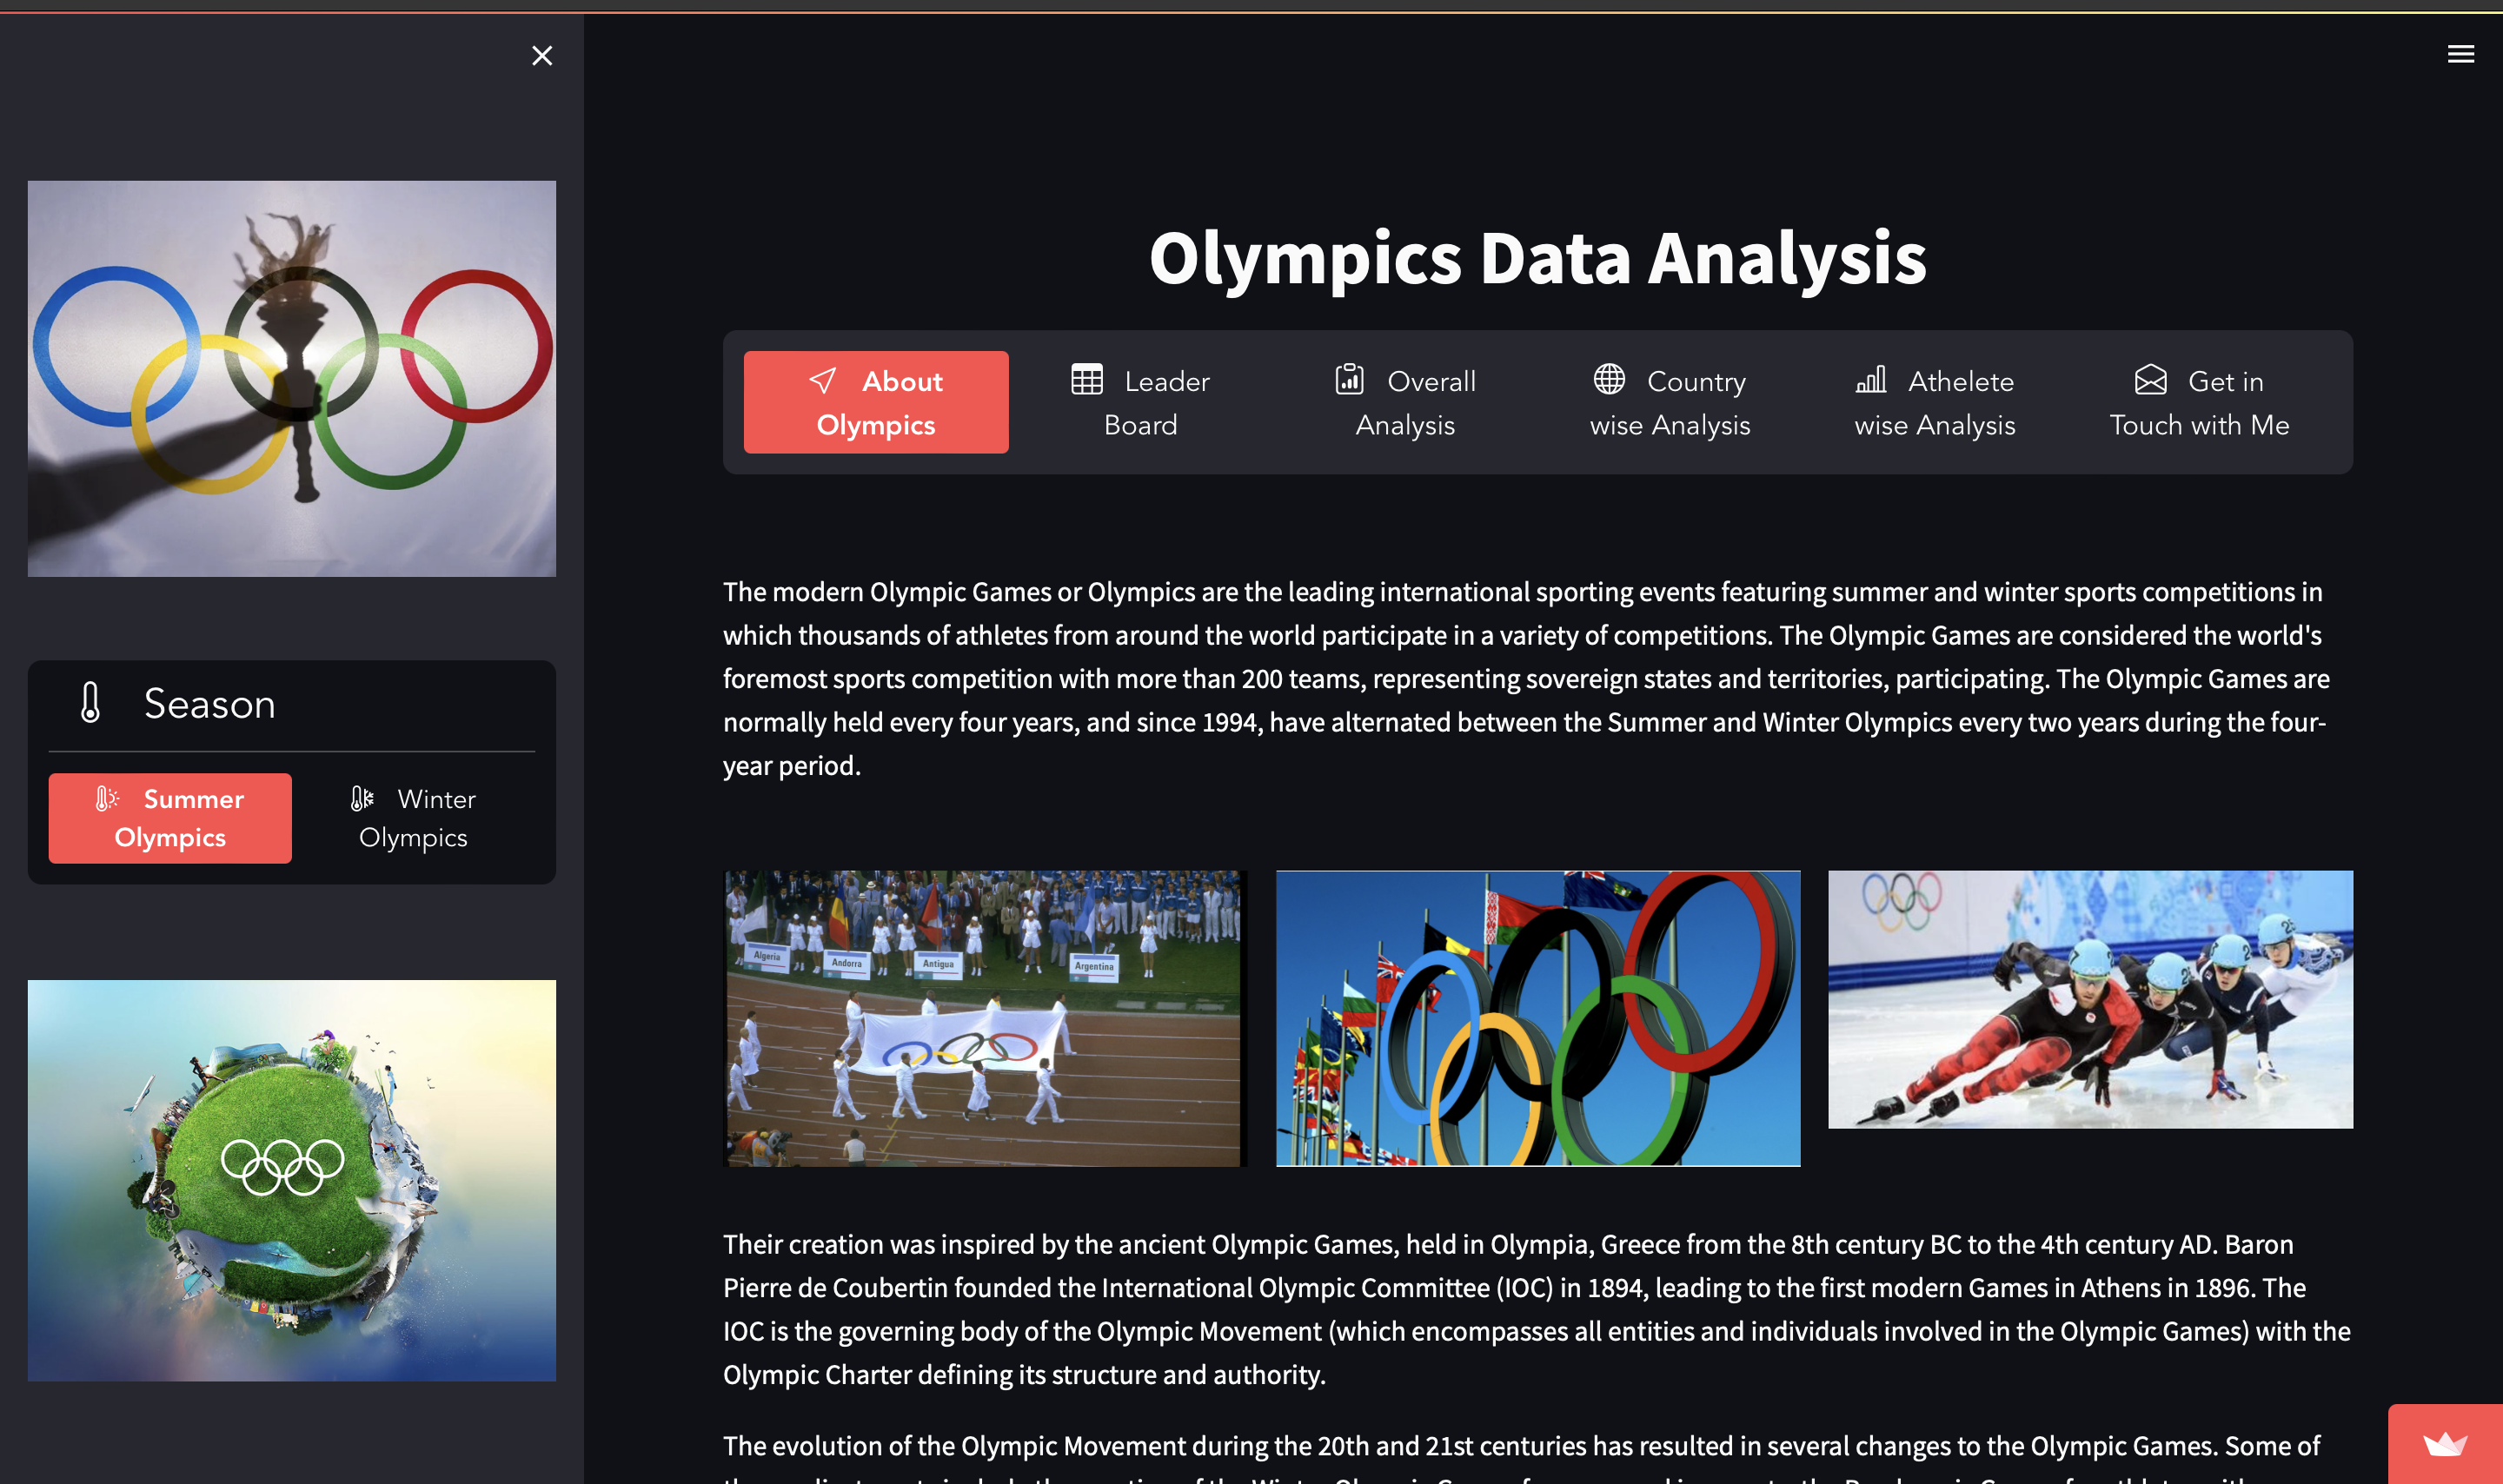 Olympics Data Analysis
About
Olympics
Leader
Board
Overall
Analysis
Country
wise Analysis
Athelete
wise Analysis
Get in
Touch with Me
Season
Summer
Olympics
Winter
Olympics
The modern Olympic Games or Olympics are the leading international sporting events featuring summer and winter sports competitions in
which thousands of athletes from around the world participate in a variety of competitions. The Olympic Games are considered the world's
foremost sports competition with more than 200 teams, representing sovereign states and territories, participating. The Olympic Games are
normally held every four years, and since 1994, have alternated between the Summer and Winter Olympics every two years during the four-
year period.
Algeria
Andorra
Antigua
Argentina
Their creation was inspired by the ancient Olympic Games, held in Olympia, Greece from the 8th century BC to the 4th century AD. Baron
Pierre de Coubertin founded the International Olympic Committee (IOC) in 1894, leading to the first modern Games in Athens in 1896. The
IOC is the governing body of the Olympic Movement (which encompasses all entities and individuals involved in the Olympic Games) with the
Olympic Charter defining its structure and authority.
The evolution of the Olympic Movement during the 20th and 21st centuries has resulted in several changes to the Olympic Games. Some of